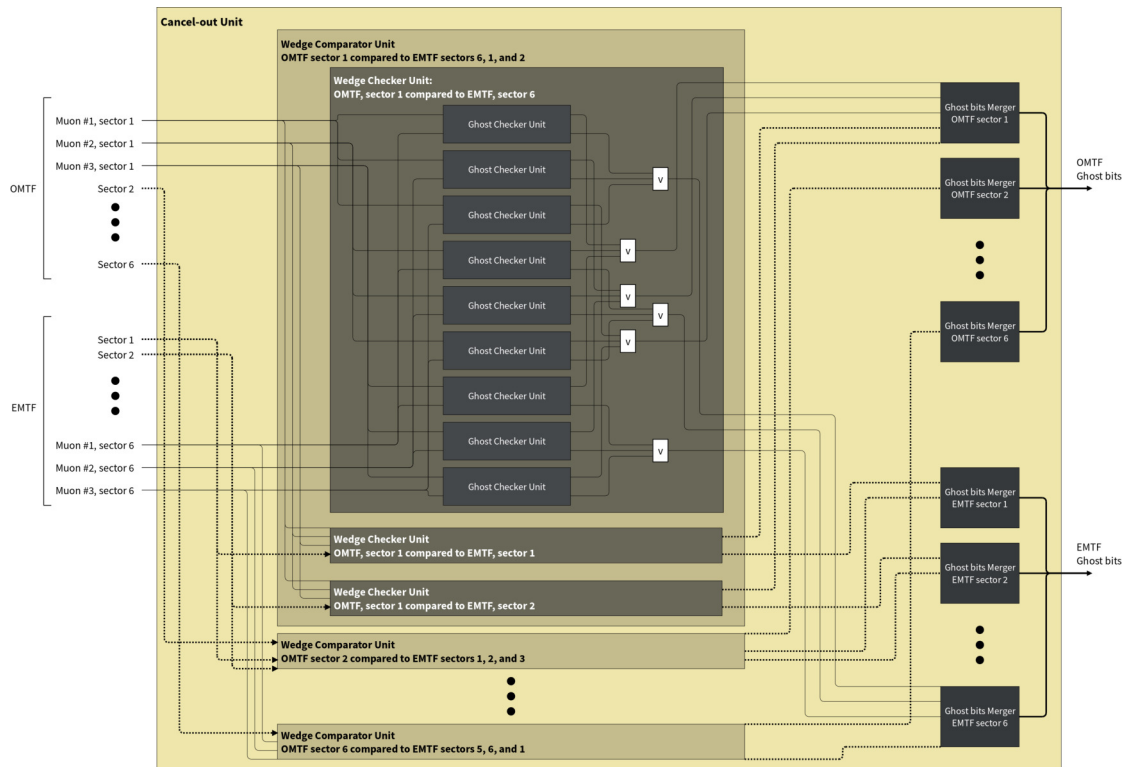 Cancel-out Unit
Wedge Comparator Unit
OMTF sector 1 compared to EMTF sectors 6, 1, and 2
Wedge Checker Unit:
OMTF, sector 1 compared to EMTF, sector 6
Ghost Checker Unit
Ghost Checker Unit
Ghost Checker Unit
Ghost Checker Unit
Ghost Checker Unit
Ghost Checker Unit
Ghost Checker Unit
Ghost Checker Unit
Ghost Checker Unit
v
v
v
v
v
v
OMTF
Muon #1, sector 1
Muon #2, sector 1
Muon #3, sector 1
Sector 2
Sector 6
EMTF
Sector 1
Sector 2
Muon #1, sector 6
Muon #2, sector 6
Muon #3, sector 6
Wedge Checker Unit
OMTF, sector 1 compared to EMTF, sector 1
Wedge Checker Unit
OMTF, sector 1 compared to EMTF, sector 2
Wedge Comparator Unit
OMTF sector 2 compared to EMTF sectors 1, 2, and 3
Wedge Comparator Unit
OMTF sector 6 compared to EMTF sectors 5, 6, and 1
Ghost bits Merger
OMTF sector 1
Ghost bits Merger
OMTF sector 2
Ghost bits Merger
OMTF sector 6
OMTF
Ghost bits
Ghost bits Merger
EMTF sector 1
Ghost bits Merger
EMTF sector 2
Ghost bits Merger
EMTF sector 6
EMTF
Ghost bits